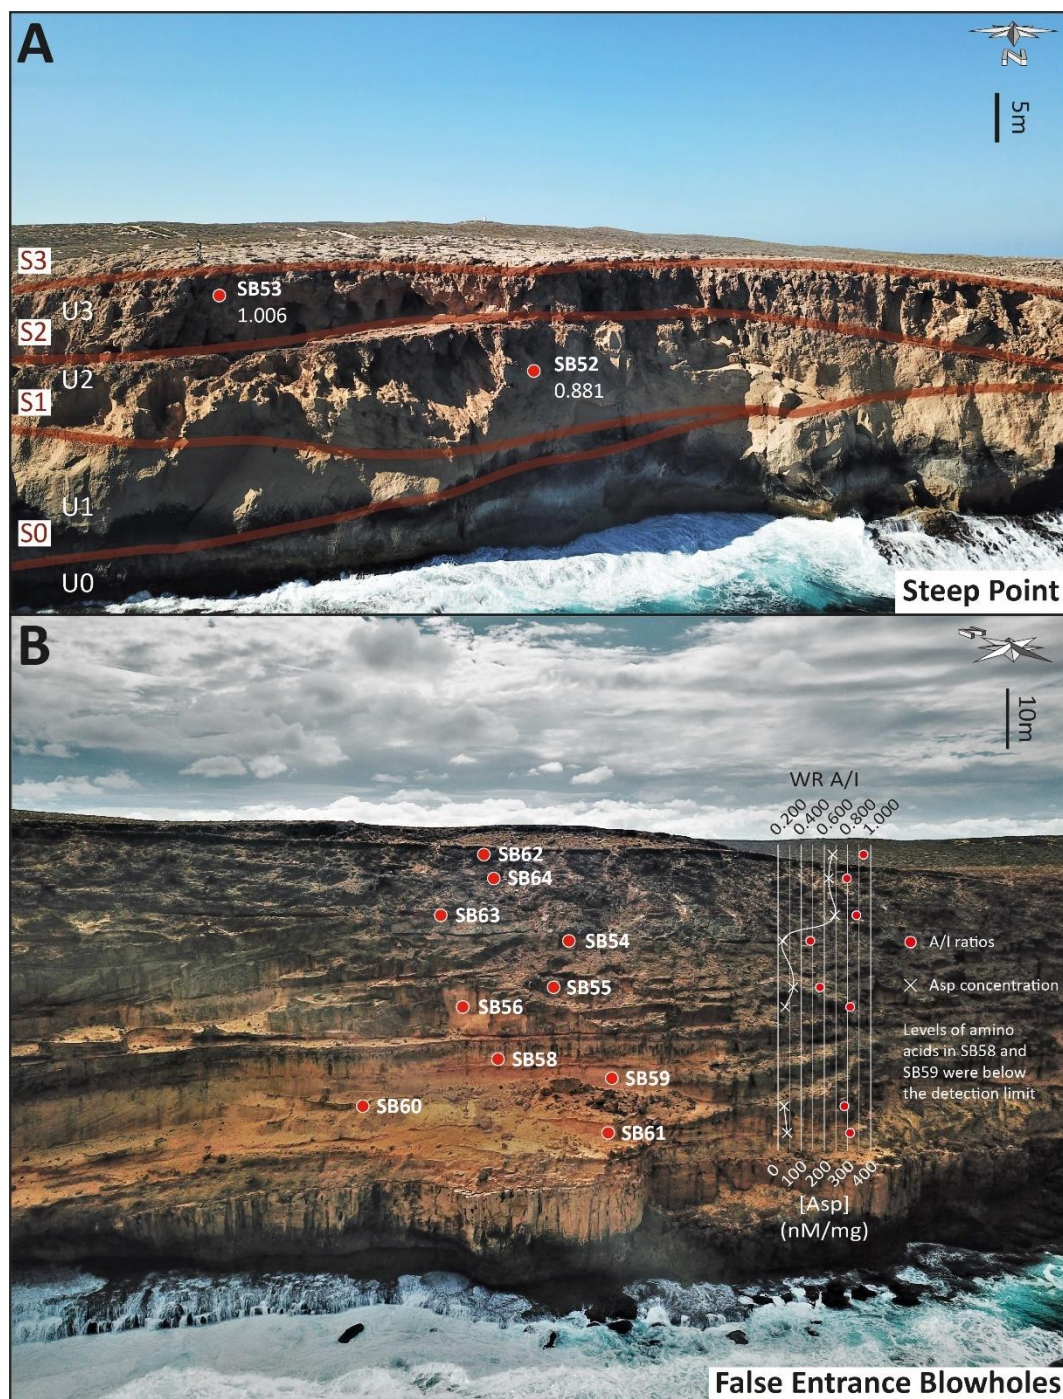 A
N
5m
S3
SB53
U3
1.006
S2
U2
SB52
S1
0.881
U1
S0
U0
Steep Point
B
N
10m
WR A/I
0.200
0.400
0.600
0.800
1.000
SB62
SB64
SB63
SB54
A/I ratios
SB55
Asp concentration
SB56
Levels of amino
acids in SB58 and
SB59 were below
the detection limit
SB58
SB59
SB60
SB61
0
100
200
300
400
[Asp]
(nM/mg)
False Entrance Blowholes